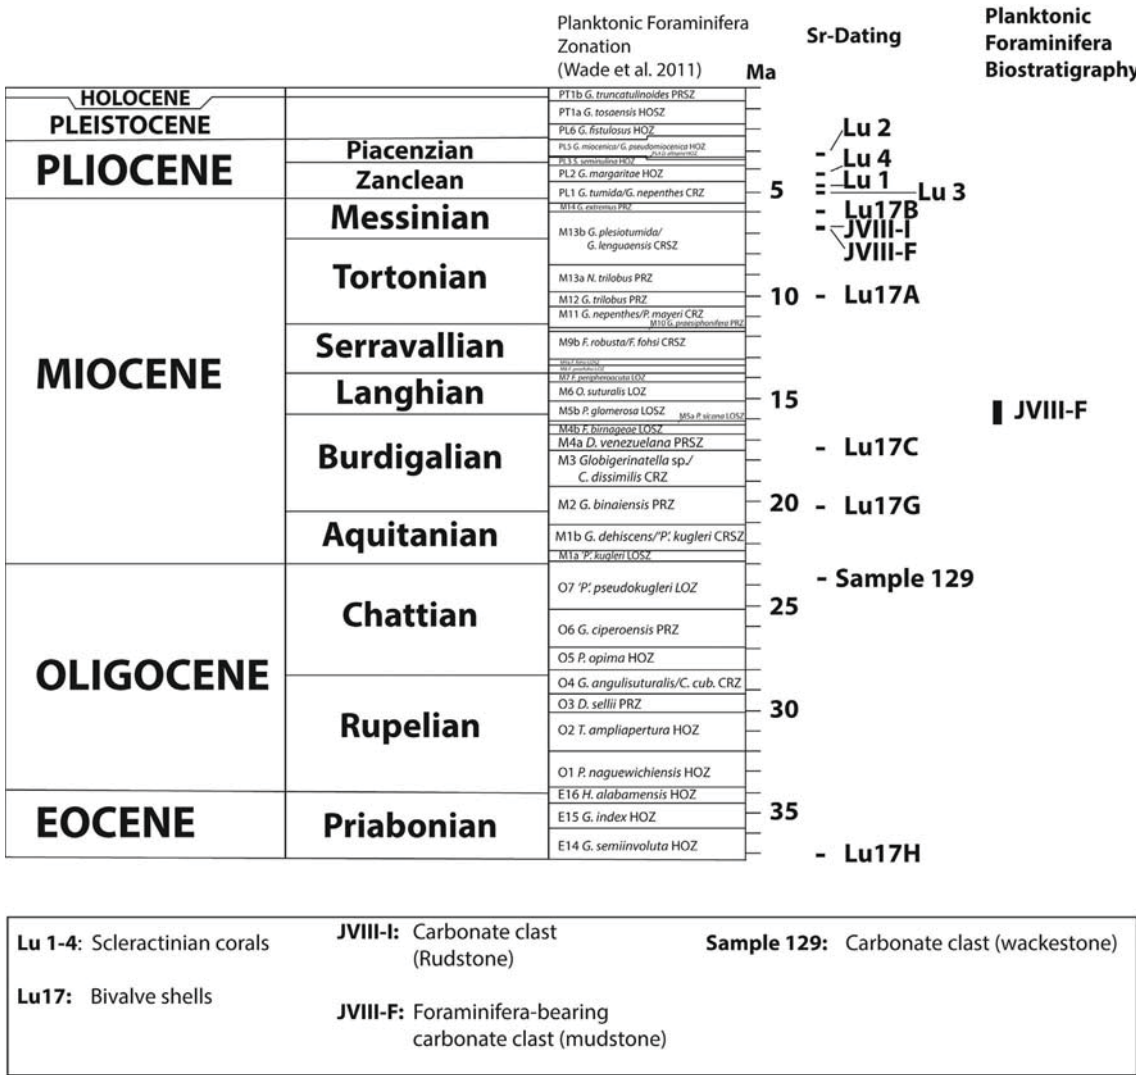 Planktonic Foraminifera
Zonation
(Wade et al. 2011)
Ma
Sr-Dating
Planktonic
Foraminifera
Biostratigraphy
HOLOCENE
PLEISTOCENE
PLIOCENE
MIOCENE
OLIGOCENE
EOCENE
Piacenzian
Zanclean
Messinian
Tortonian
Serravallian
Langhian
Burdigalian
Aquitanian
Chattian
Rupelian
Priabonian
PT1b G. truncatulinoides PRSZ
PT1a G. tosaensis HOSZ
PL6 G. fistulosus HOZ
PL5 G. miocenica/G. pseudomiocenica HOZ
PL3 S. seminulina HOZ
PL2 G. margaritae HOZ
PL1 G. tumida/G. nepenthes CRZ
M14 G. extremus PRZ
M13b G. plesiotumida/
G. lenguaensis CRSZ
M13a N. trilobus PRZ
M12 G. trilobus PRZ
M11 G. nepenthes/P. mayeri CRZ
M10 G. praesiphonifera PRZ
M9b F. robusta/F. fohsi CRSZ
M7 F. peripheroacuta LOZ
M6 O. suturalis LOZ
M5b P. glomerosa LOSZ
M5a P. sicana LOSZ
M4b F. birnageae LOSZ
M4a D. venezuelana PRSZ
M3 Globigerinatella sp./
C. dissimilis CRZ
M2 G. binaiensis PRZ
M1b G. dehiscens/'P.' kugleri CRSZ
M1a 'P.' kugleri LOSZ
O7 'P.' pseudokugleri LOZ
O6 G. ciperoensis PRZ
O5 P. opima HOZ
O4 G. angulisuturalis/C. cub. CRZ
O3 D. sellii PRZ
O2 T. ampliapertura HOZ
O1 P. naguewichiensis HOZ
E16 H. alabamensis HOZ
E15 G. index HOZ
E14 G. semiinvoluta HOZ
5
10
15
20
25
30
35
Lu 2
Lu 4
Lu 1
Lu 3
Lu17B
JVIII-I
JVIII-F
Lu17A
JVIII-F
Lu17C
Lu17G
Sample 129
Lu17H
Lu 1-4: Scleractinian corals
Lu17: Bivalve shells
JVIII-I: Carbonate clast
(Rudstone)
JVIII-F: Foraminifera-bearing
carbonate clast (mudstone)
Sample 129: Carbonate clast (wackestone)